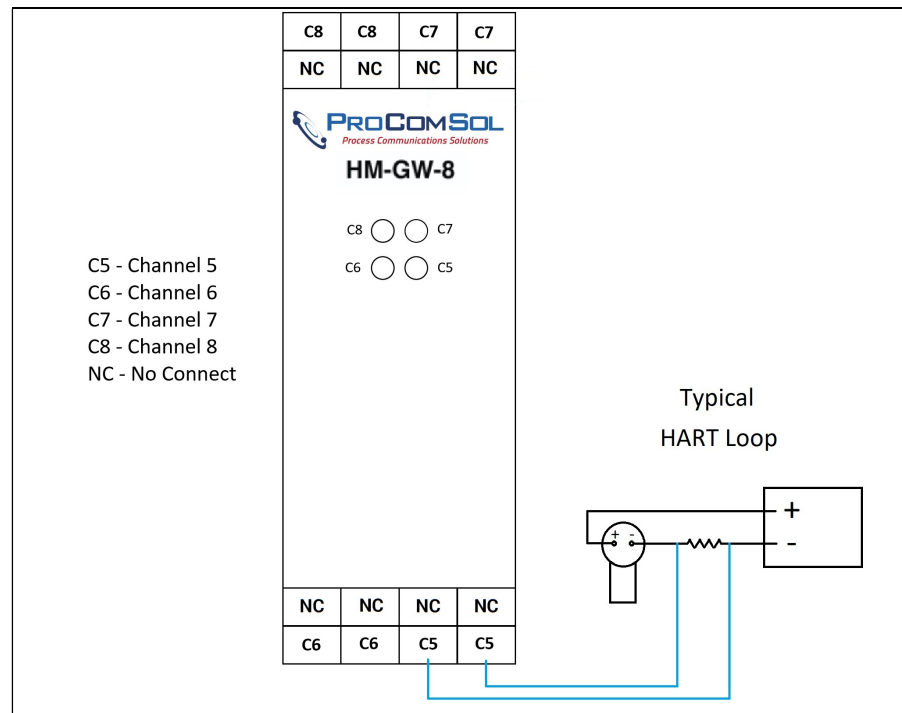 C8 C8 C7 C7
NC NC NC NC
PROCOMSOL
Process Communications Solutions
HM-GW-8
C8 C7
C6 C5
C5 - Channel 5
C6 - Channel 6
C7 - Channel 7
C8 - Channel 8
NC - No Connect
Typical
HART Loop
+
+ -
-
NC NC NC NC
C6 C6 C5 C5